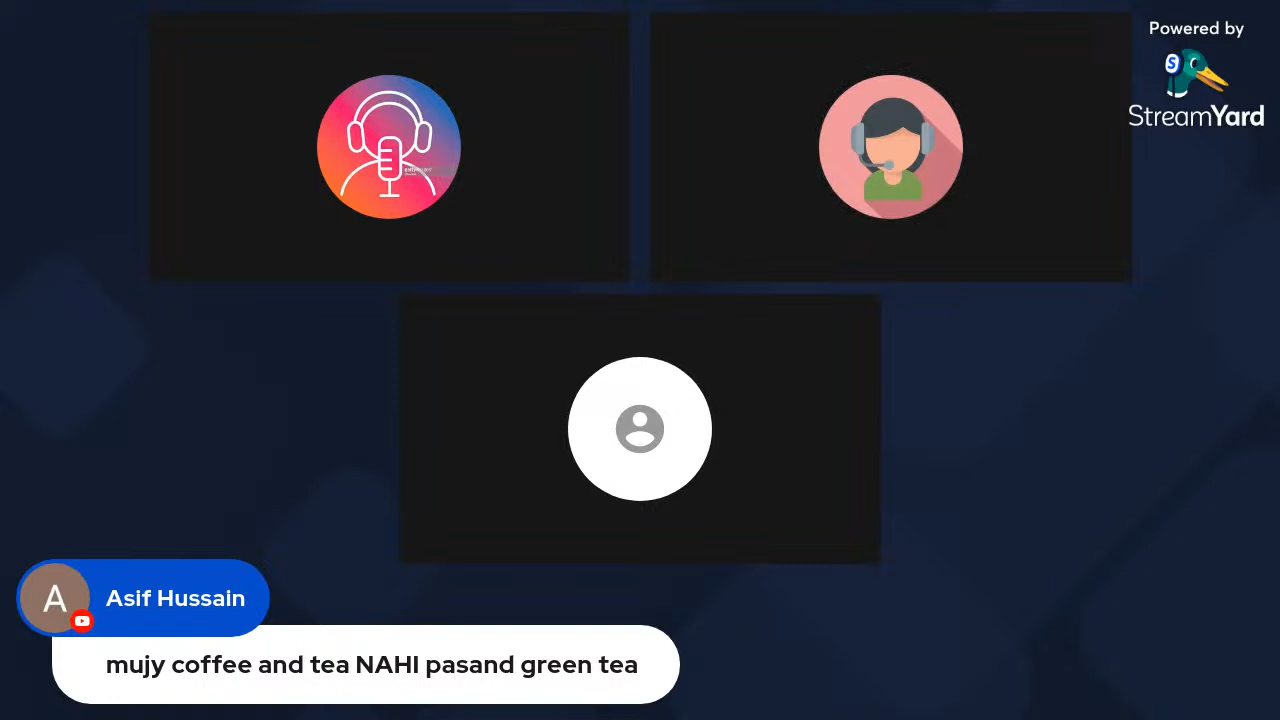 Powered by
StreamYard
A
Asif Hussain
mujy coffee and tea NAHI pasand green tea